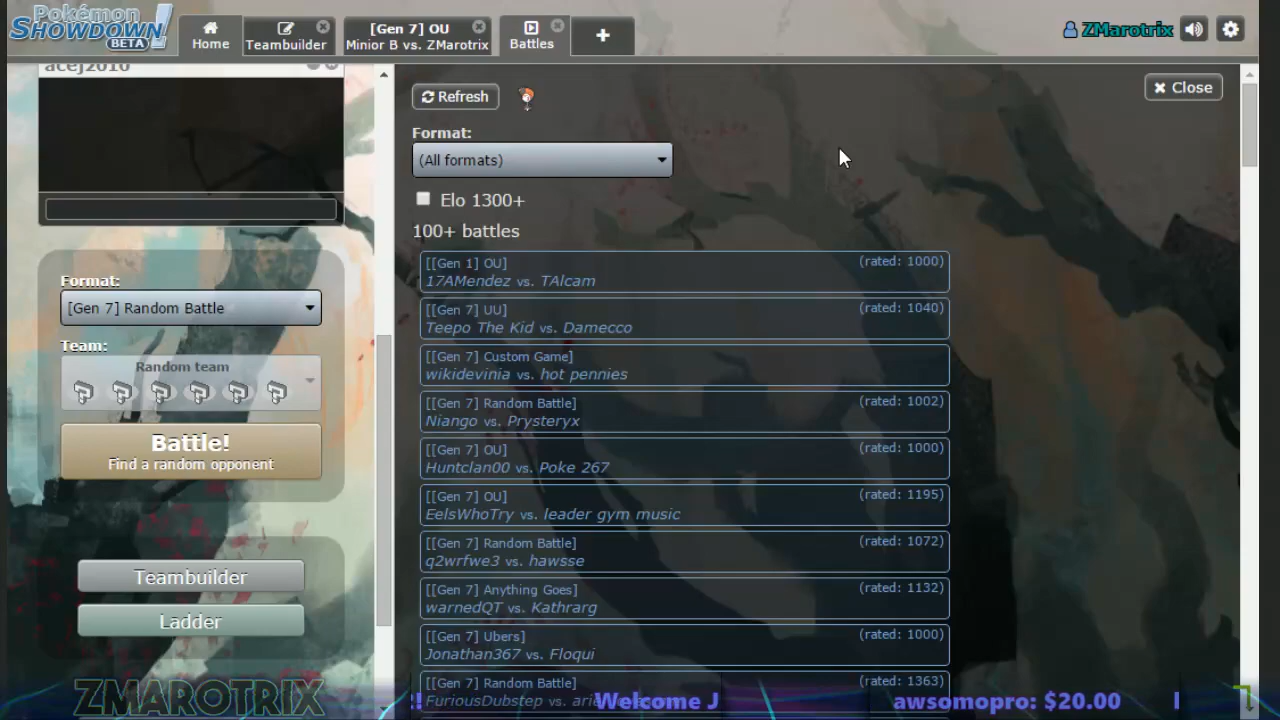 Pokémon
SHOWDOWN!
BETA
Home
Teambuilder
[Gen 7] OU
Minior B vs. ZMarotrix
Battles
+
ZMarotrix
acej2010
Format:
[Gen 7] Random Battle
Team:
Random team
Battle!
Find a random opponent
Teambuilder
Ladder
ZMAROTRIX
Refresh
Close
Format:
(All formats)
Elo 1300+
100+ battles
[[Gen 1] OU] (rated: 1000)
17AMendez vs. TAlcam
[[Gen 7] UU] (rated: 1040)
Teepo The Kid vs. Damecco
[[Gen 7] Custom Game]
wikidevinia vs. hot pennies
[[Gen 7] Random Battle] (rated: 1002)
Niango vs. Prysteryx
[[Gen 7] OU] (rated: 1000)
Huntclan00 vs. Poke 267
[[Gen 7] OU] (rated: 1195)
EelsWhoTry vs. leader gym music
[[Gen 7] Random Battle] (rated: 1072)
q2wrfwe3 vs. hawsse
[[Gen 7] Anything Goes] (rated: 1132)
warnedQT vs. Kathrarg
[[Gen 7] Ubers] (rated: 1000)
Jonathan367 vs. Floqui
[[Gen 7] Random Battle] (rated: 1363)
FuriousDubstep vs.
! Welcome J awsomopro: $20.00